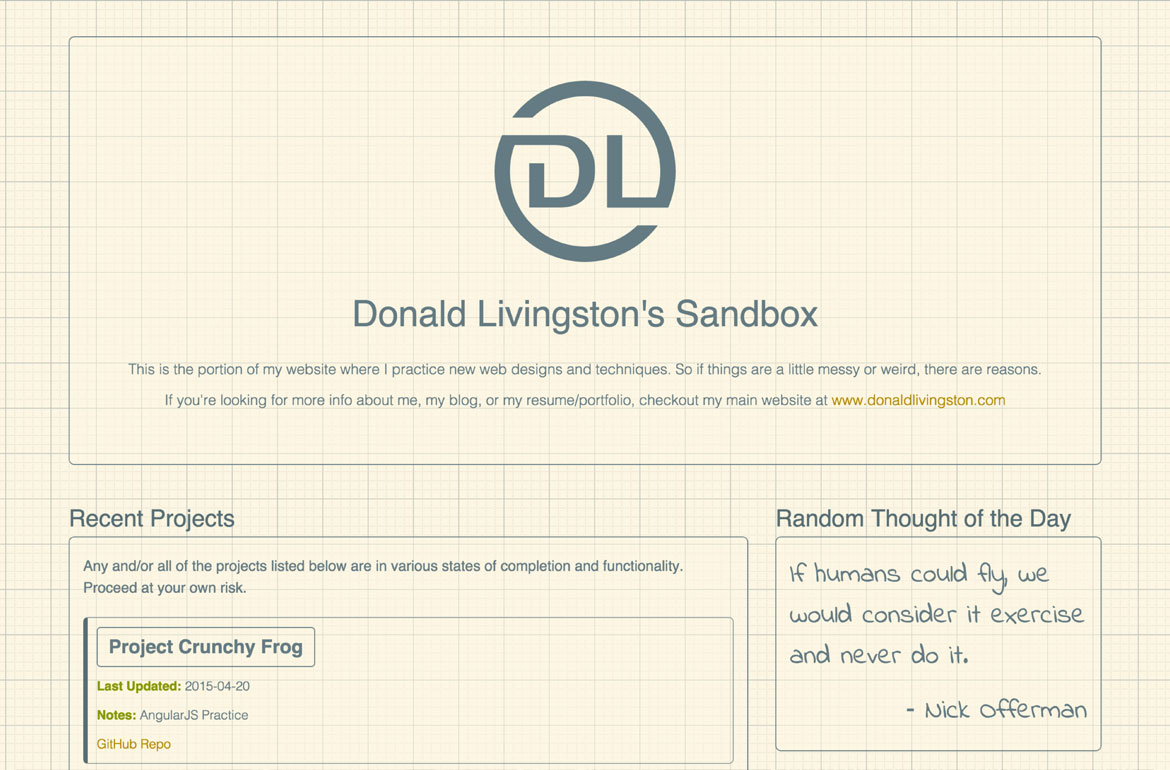 DL
Donald Livingston's Sandbox
This is the portion of my website where I practice new web designs and techniques. So if things are a little messy or weird, there are reasons.
If you're looking for more info about me, my blog, or my resume/portfolio, checkout my main website at www.donaldlivingston.com
Recent Projects
Any and/or all of the projects listed below are in various states of completion and functionality.
Proceed at your own risk.
Project Crunchy Frog
Last Updated: 2015-04-20
Notes: AngularJS Practice
GitHub Repo
Random Thought of the Day
If humans could fly, we
would consider it exercise
and never do it.
- Nick Offerman